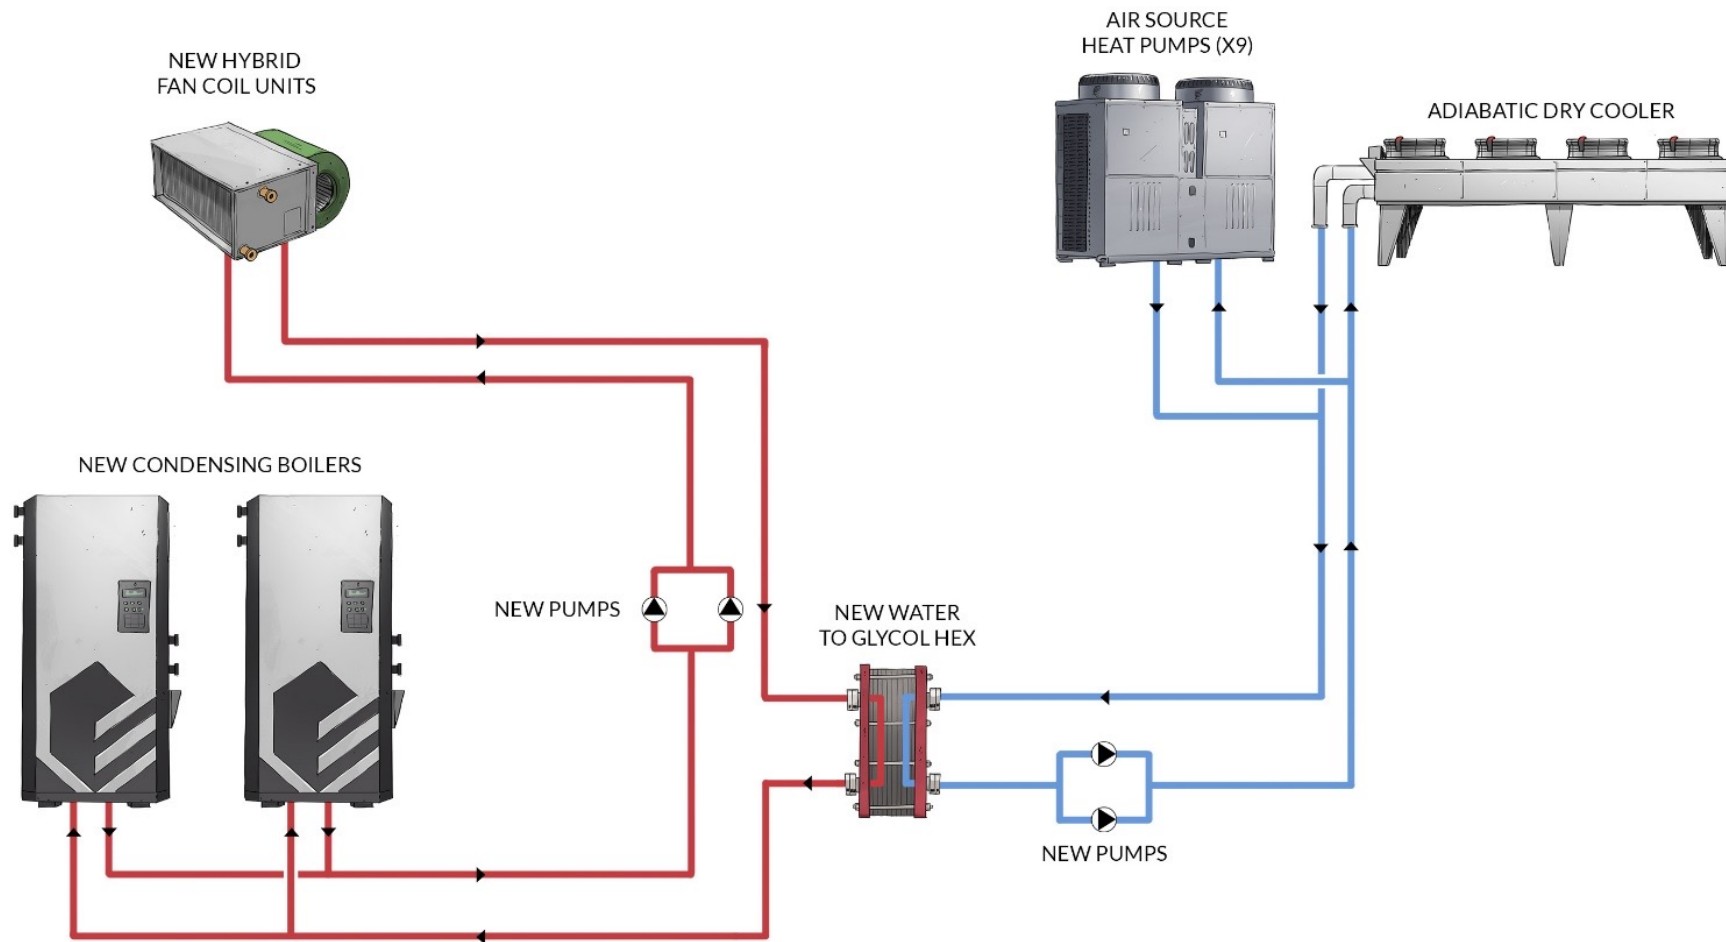 AIR SOURCE
HEAT PUMPS (X9)
NEW HYBRID
FAN COIL UNITS
ADIABATIC DRY COOLER
NEW CONDENSING BOILERS
NEW PUMPS
NEW WATER
TO GLYCOL HEX
NEW PUMPS